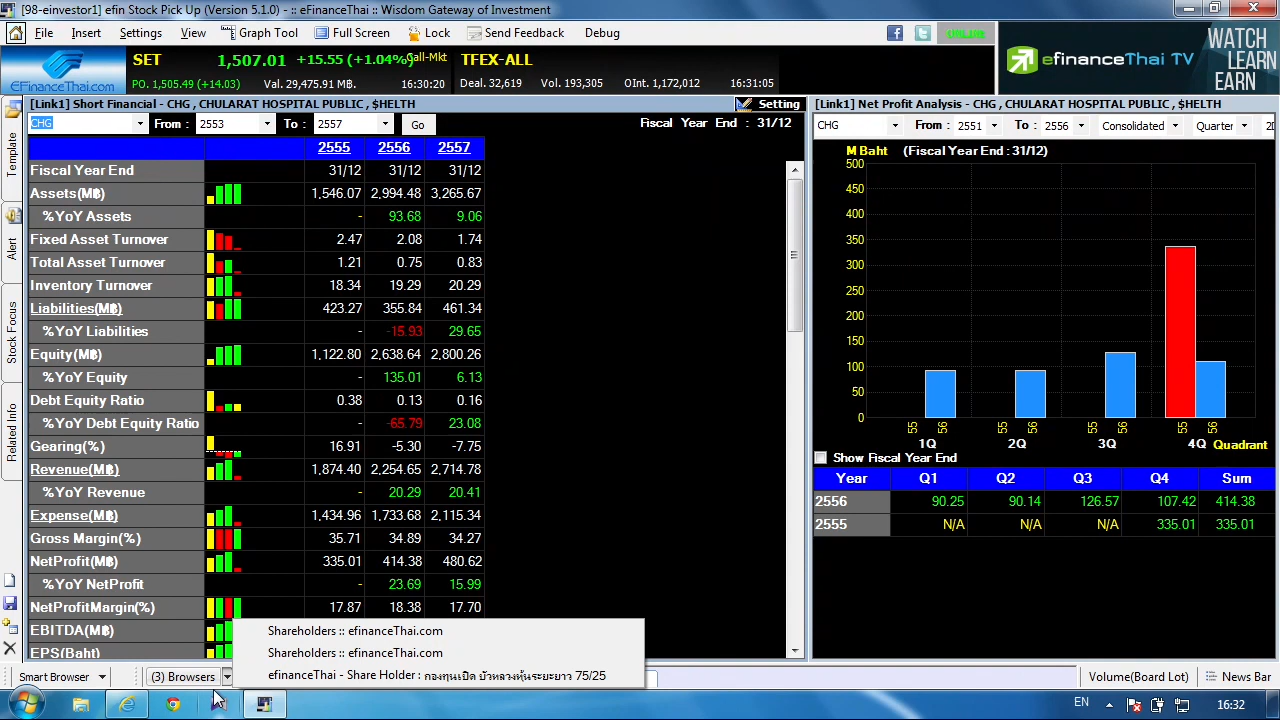 [98-einvestor1] efin Stock Pick Up (Version 5.1.0) - :: eFinanceThai :: Wisdom Gateway of Investment
File Insert Settings View Graph Tool Full Screen Lock Send Feedback Debug
EFinanceThai.com
SET 1,507.01 +15.55 (+1.04%) Call-Mkt
PO. 1,505.49 (+14.03) Val. 29,475.91 MB. 16:30:20
TFEX-ALL
Deal. 32,619 Vol. 193,305 OInt. 1,172,012 16:31:05
efinanceThai TV
WATCH
LEARN
EARN
[Link1] Short Financial - CHG , CHULARAT HOSPITAL PUBLIC , $HELTH Setting
CHG From : 2553 To : 2557 Go Fiscal Year End : 31/12
2555 2556 2557
Fiscal Year End 31/12 31/12 31/12
Assets(M฿) 1,546.07 2,994.48 3,265.67
%YoY Assets - 93.68 9.06
Fixed Asset Turnover 2.47 2.08 1.74
Total Asset Turnover 1.21 0.75 0.83
Inventory Turnover 18.34 19.29 20.29
Liabilities(M฿) 423.27 355.84 461.34
%YoY Liabilities - -15.93 29.65
Equity(M฿) 1,122.80 2,638.64 2,800.26
%YoY Equity - 135.01 6.13
Debt Equity Ratio 0.38 0.13 0.16
%YoY Debt Equity Ratio - -65.79 23.08
Gearing(%) 16.91 -5.30 -7.75
Revenue(M฿) 1,874.40 2,254.65 2,714.78
%YoY Revenue - 20.29 20.41
Expense(M฿) 1,434.96 1,733.68 2,115.34
Gross Margin(%) 35.71 34.89 34.27
NetProfit(M฿) 335.01 414.38 480.62
%YoY NetProfit - 23.69 15.99
NetProfitMargin(%) 17.87 18.38 17.70
EBITDA(M฿)
EPS(Baht)
Template
Alert
Stock Focus
Related Info
[Link1] Net Profit Analysis - CHG , CHULARAT HOSPITAL PUBLIC , $HELTH
CHG From : 2551 To : 2556 Consolidated Quarter
M Baht (Fiscal Year End : 31/12)
500
450
400
350
300
250
200
150
100
50
0
55 56 55 56 55 56 55 56
1Q 2Q 3Q 4Q Quadrant
Show Fiscal Year End
Year Q1 Q2 Q3 Q4 Sum
2556 90.25 90.14 126.57 107.42 414.38
2555 N/A N/A N/A 335.01 335.01
Shareholders :: efinanceThai.com
Shareholders :: efinanceThai.com
efinanceThai - Share Holder : กองทุนเปิด บัวหลวงหุ้นระยะยาว 75/25
Smart Browser (3) Browsers Volume(Board Lot) News Bar
EN 16:32